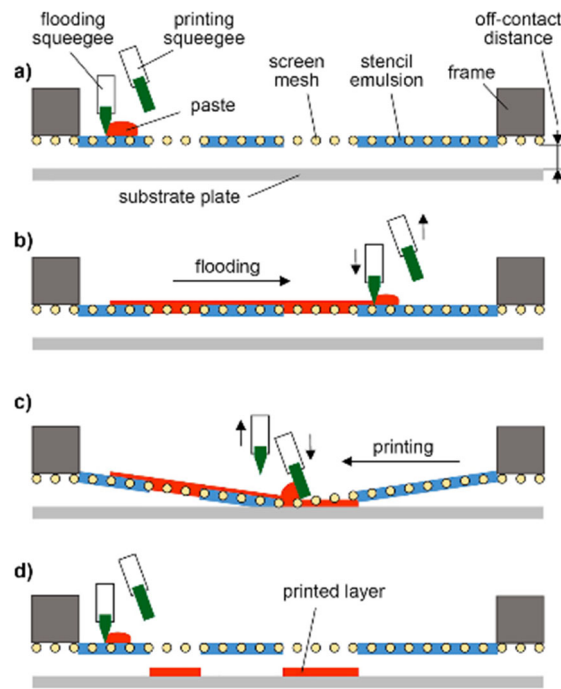 flooding
squeegee
printing
squeegee
off-contact
distance
a)
screen
mesh
stencil
emulsion
frame
paste
substrate plate
b)
flooding
c)
printing
d)
printed layer